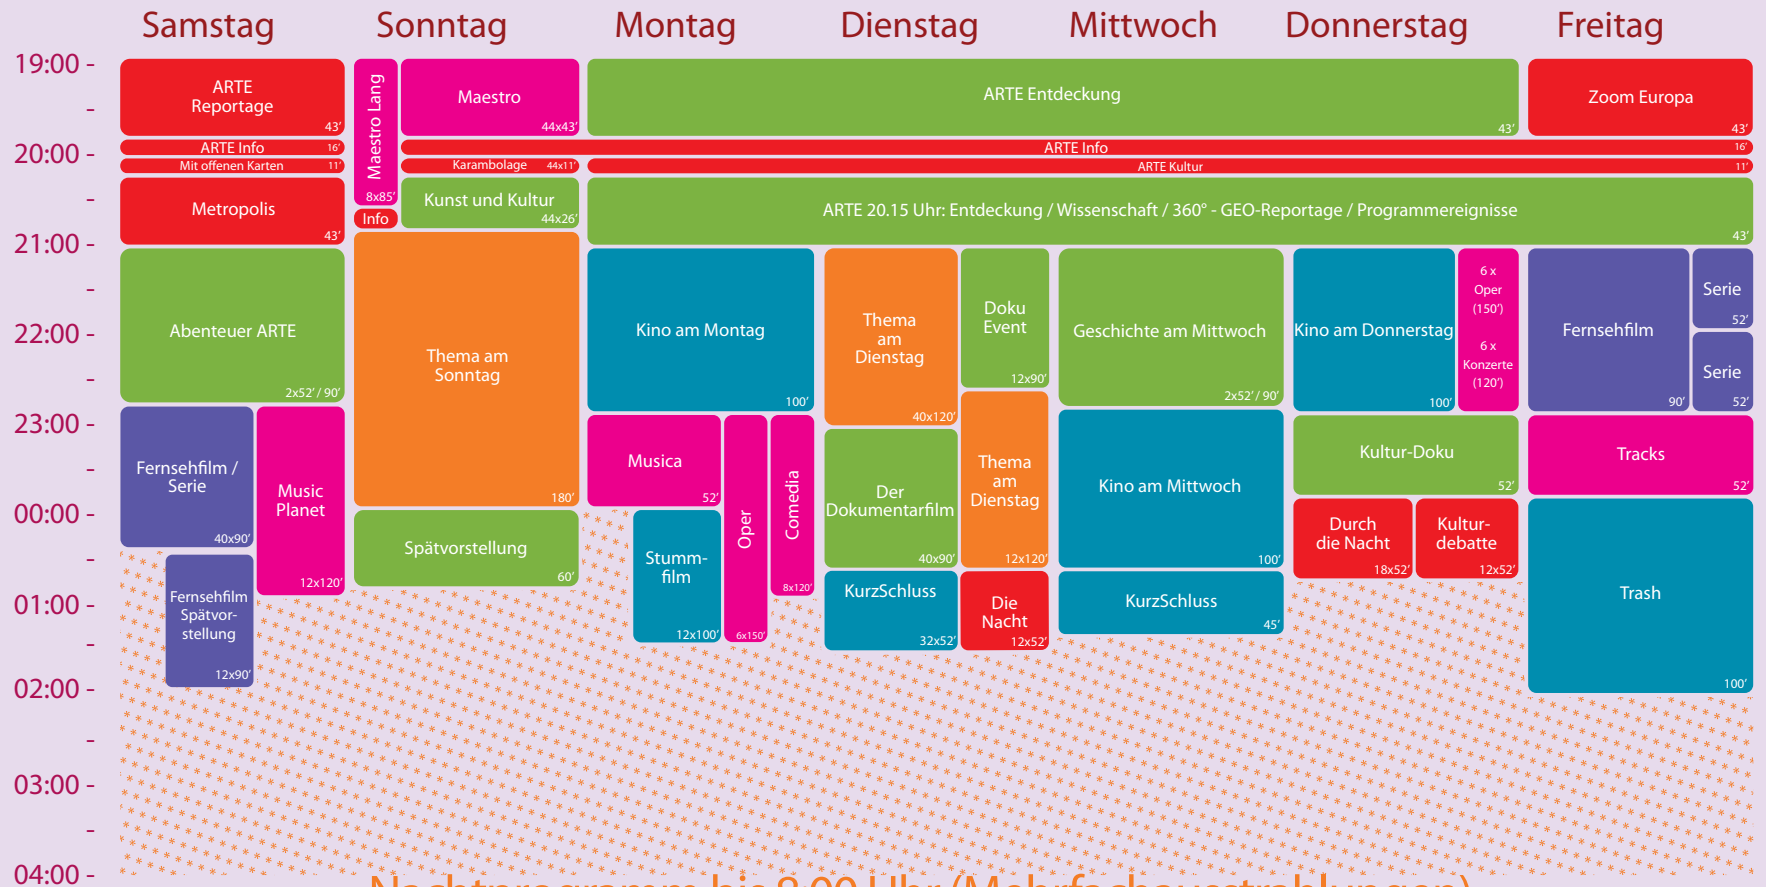 Samstag
Sonntag
Montag
Dienstag
Mittwoch
Donnerstag
Freitag
19:00 -
-
20:00 -
-
21:00 -
-
22:00 -
-
23:00 -
-
00:00 -
-
01:00 -
-
02:00 -
-
03:00 -
-
04:00 -
ARTE
Reportage
43’
ARTE Info
16’
Mit offenen Karten
11’
Metropolis
43’
Abenteuer ARTE
2x52’ / 90’
Fernsehfilm /
Serie
40x90’
Music
Planet
12x120’
Fernsehfilm
Spätvor-
stellung
12x90’
Maestro Lang
8x85’
Info
Maestro
44x43’
Karambolage
44x11’
Kunst und Kultur
44x26’
Thema am
Sonntag
180’
Spätvorstellung
60’
ARTE Entdeckung
43’
Zoom Europa
43’
ARTE Info
16’
ARTE Kultur
11’
ARTE 20.15 Uhr: Entdeckung / Wissenschaft / 360° - GEO-Reportage / Programmereignisse
43’
Kino am Montag
100’
Musica
52’
Stumm-
film
12x100’
Oper
6x150’
Comedia
8x120’
Thema
am
Dienstag
40x120’
Doku
Event
12x90’
Der
Dokumentarfilm
40x90’
Thema
am
Dienstag
12x120’
KurzSchluss
32x52’
Die
Nacht
12x52’
Geschichte am Mittwoch
2x52’ / 90’
Kino am Mittwoch
100’
KurzSchluss
45’
Kino am Donnerstag
100’
6 x
Oper
(150’)
6 x
Konzerte
(120’)
Kultur-Doku
52’
Durch
die Nacht
18x52’
Kultur-
debatte
12x52’
Fernsehfilm
90’
Serie
52’
Serie
52’
Tracks
52’
Trash
100’
Nachtprogramm bis 8.00 Uhr (Mehrfachausstrahlungen)